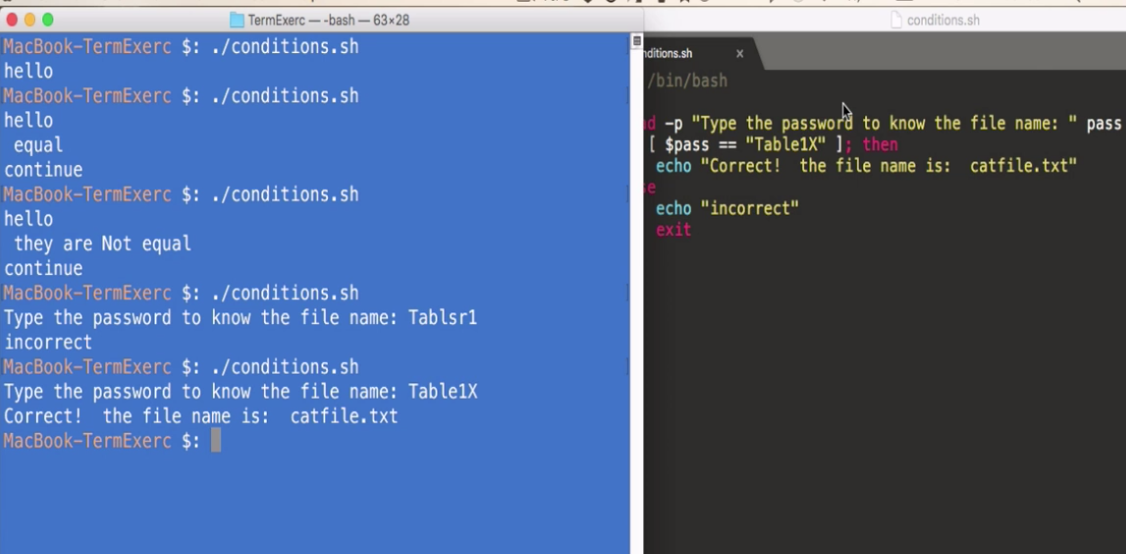 TermExerc — -bash — 63×28
MacBook-TermExerc $: ./conditions.sh
hello
MacBook-TermExerc $: ./conditions.sh
hello
 equal
continue
MacBook-TermExerc $: ./conditions.sh
hello
 they are Not equal
continue
MacBook-TermExerc $: ./conditions.sh
Type the password to know the file name: Tablsr1
incorrect
MacBook-TermExerc $: ./conditions.sh
Type the password to know the file name: Table1X
Correct!  the file name is:  catfile.txt
MacBook-TermExerc $:
conditions.sh
nditions.sh x
/bin/bash
d -p "Type the password to know the file name: " pass
[ $pass == "Table1X" ]; then
echo "Correct!  the file name is:  catfile.txt"
se
echo "incorrect"
exit